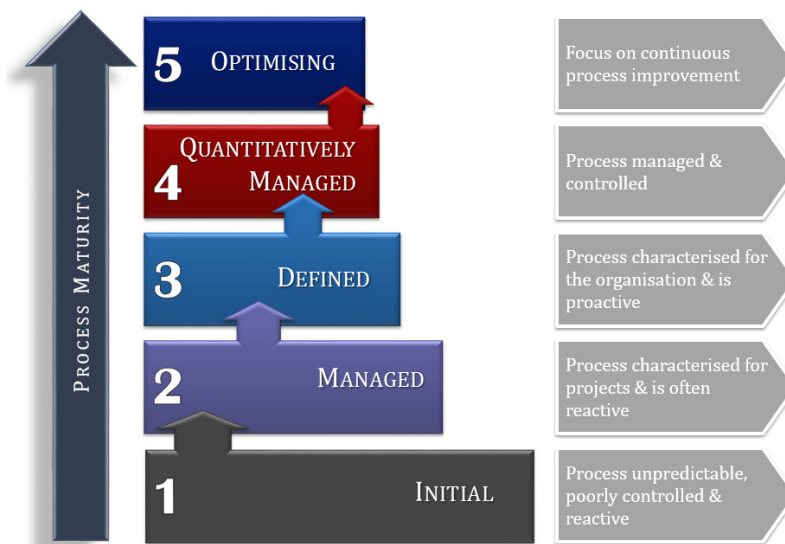 PROCESS MATURITY
5 OPTIMISING
Focus on continuous
process improvement
QUANTITATIVELY
4 MANAGED
Process managed &
controlled
3 DEFINED
Process characterised for
the organisation & is
proactive
2 MANAGED
Process characterised for
projects & is often
reactive
1 INITIAL
Process unpredictable,
poorly controlled &
reactive